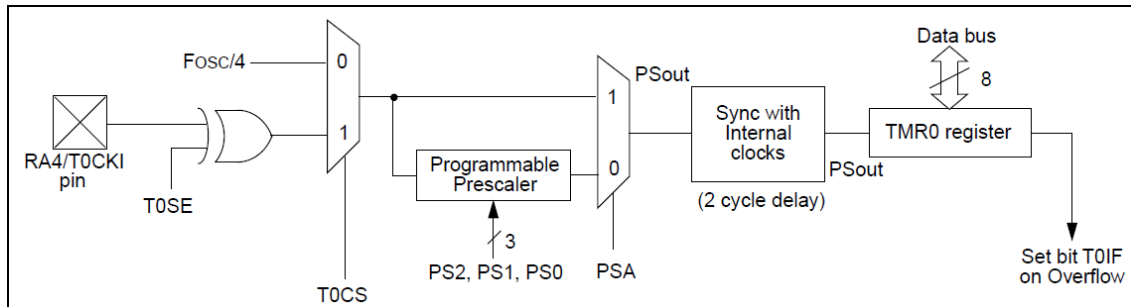 Data bus
8
FOSC/4
0
1
RA4/T0CKI
pin
T0SE
T0CS
Programmable
Prescaler
3
PS2, PS1, PS0
1
0
PSA
PSout
Sync with
Internal
clocks
(2 cycle delay)
PSout
TMR0 register
Set bit T0IF
on Overflow